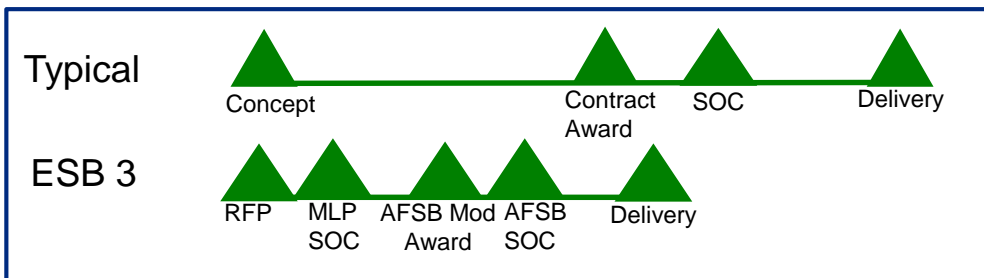 Typical
Concept
Contract
Award
SOC
Delivery
ESB 3
RFP
MLP
SOC
AFSB Mod
Award
AFSB
SOC
Delivery